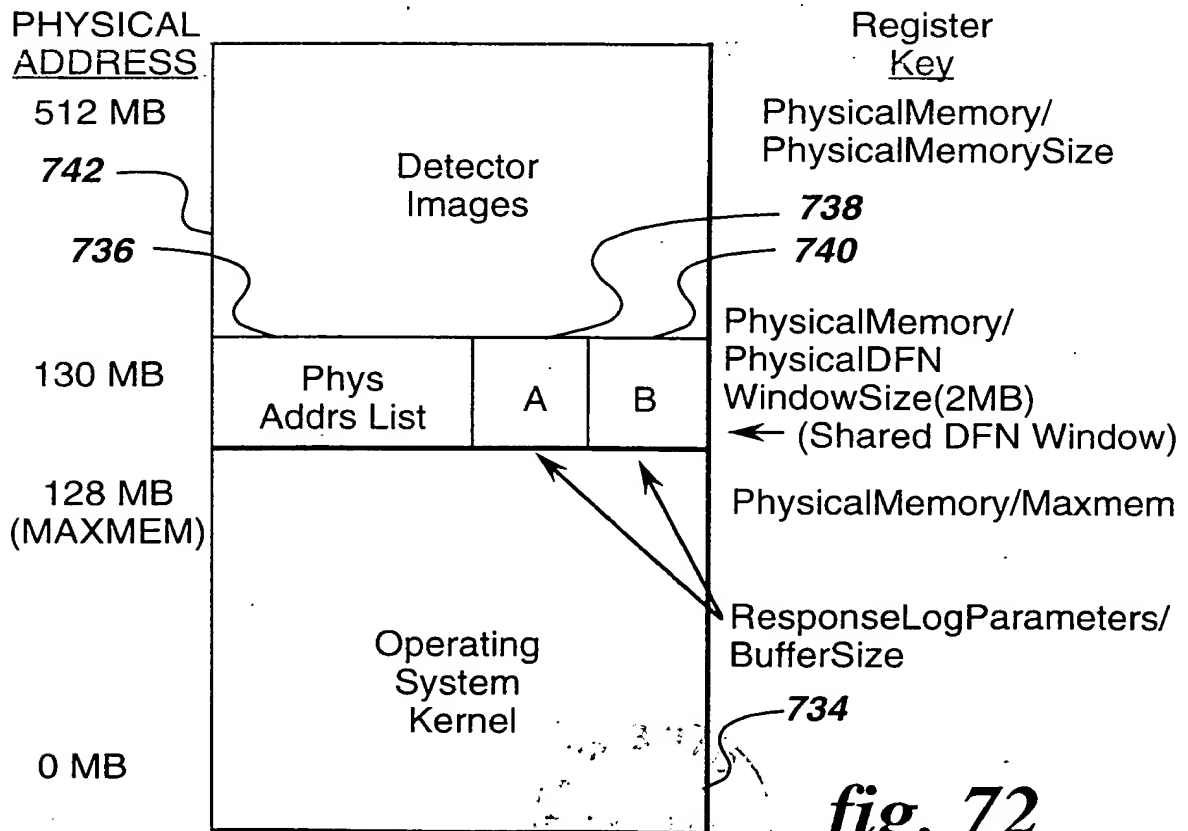 PHYSICAL
ADDRESS
Register
Key
512 MB
PhysicalMemory/
PhysicalMemorySize
742
Detector
Images
738
736
740
130 MB
Phys
Addrs List
A
B
PhysicalMemory/
PhysicalDFN
WindowSize(2MB)
(Shared DFN Window)
128 MB
(MAXMEM)
PhysicalMemory/Maxmem
Operating
System
Kernel
ResponseLogParameters/
BufferSize
734
0 MB
fig. 72